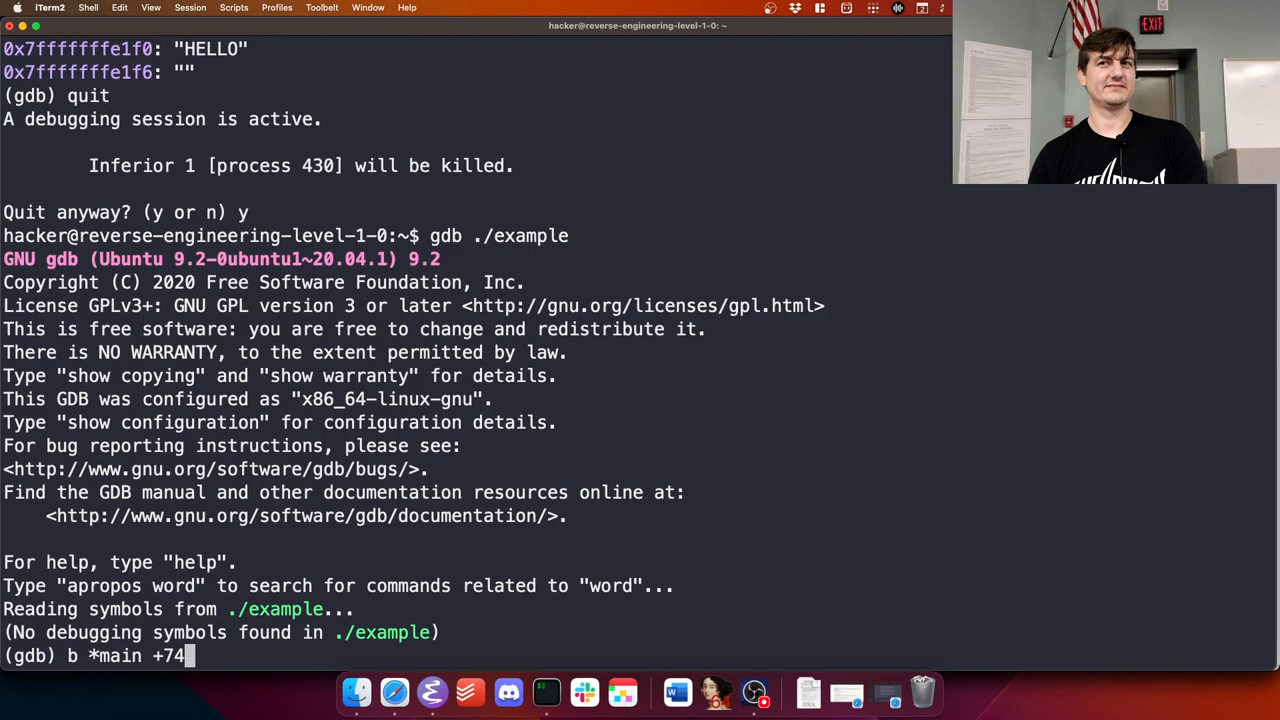 iTerm2 Shell Edit View Session Scripts Profiles Toolbelt Window Help
hacker@reverse-engineering-level-1-0: ~
EXIT
0x7fffffffe1f0: "HELLO"
0x7fffffffe1f6: ""
(gdb) quit
A debugging session is active.
Inferior 1 [process 430] will be killed.
Quit anyway? (y or n) y
hacker@reverse-engineering-level-1-0:~$ gdb ./example
GNU gdb (Ubuntu 9.2-0ubuntu1~20.04.1) 9.2
Copyright (C) 2020 Free Software Foundation, Inc.
License GPLv3+: GNU GPL version 3 or later <http://gnu.org/licenses/gpl.html>
This is free software: you are free to change and redistribute it.
There is NO WARRANTY, to the extent permitted by law.
Type "show copying" and "show warranty" for details.
This GDB was configured as "x86_64-linux-gnu".
Type "show configuration" for configuration details.
For bug reporting instructions, please see:
<http://www.gnu.org/software/gdb/bugs/>.
Find the GDB manual and other documentation resources online at:
<http://www.gnu.org/software/gdb/documentation/>.
For help, type "help".
Type "apropos word" to search for commands related to "word"...
Reading symbols from ./example...
(No debugging symbols found in ./example)
(gdb) b *main +74